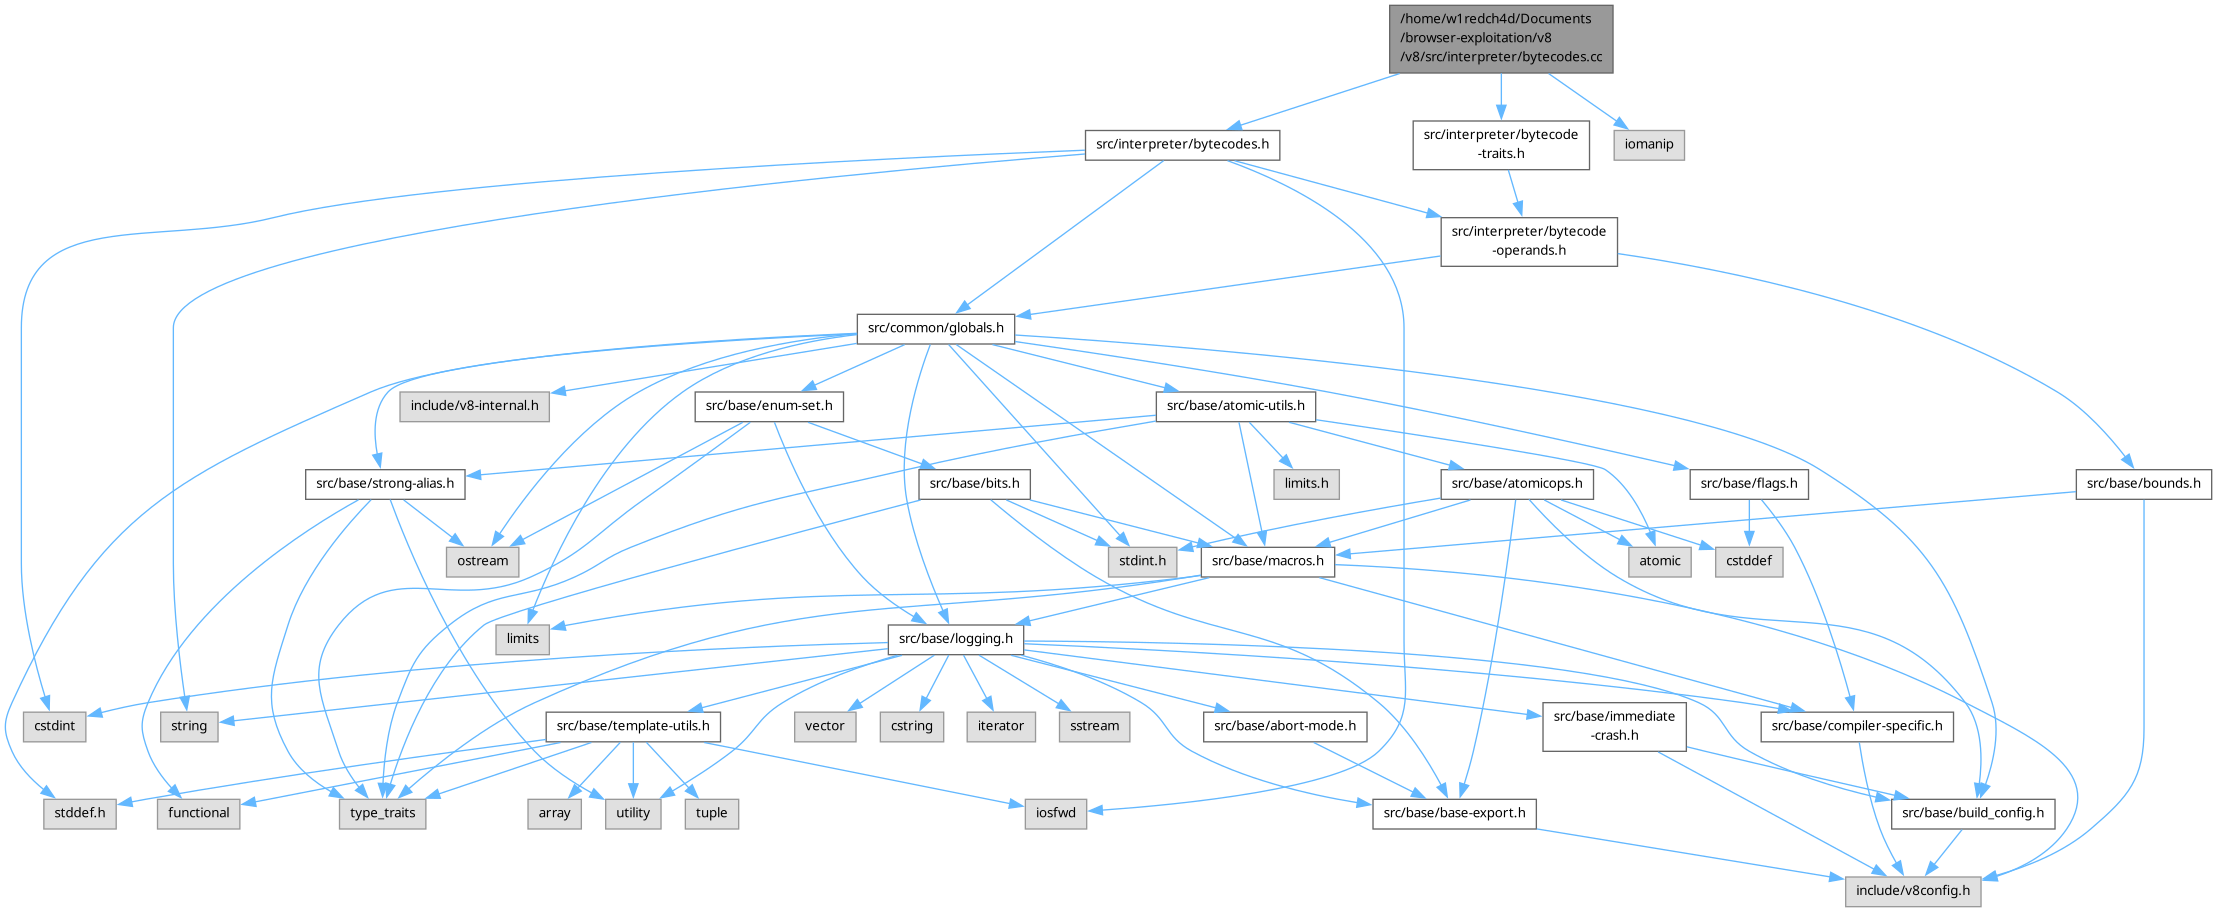 /home/w1redch4d/Documents
/browser-exploitation/v8
/v8/src/interpreter/bytecodes.cc
src/interpreter/bytecodes.h
src/interpreter/bytecode
-traits.h
iomanip
src/interpreter/bytecode
-operands.h
src/common/globals.h
include/v8-internal.h
src/base/enum-set.h
src/base/atomic-utils.h
src/base/strong-alias.h
src/base/bits.h
limits.h
src/base/atomicops.h
src/base/flags.h
src/base/bounds.h
ostream
stdint.h
src/base/macros.h
atomic
cstddef
limits
src/base/logging.h
cstdint
string
src/base/template-utils.h
vector
cstring
iterator
sstream
src/base/abort-mode.h
src/base/immediate
-crash.h
src/base/compiler-specific.h
stddef.h
functional
type_traits
array
utility
tuple
iosfwd
src/base/base-export.h
src/base/build_config.h
include/v8config.h